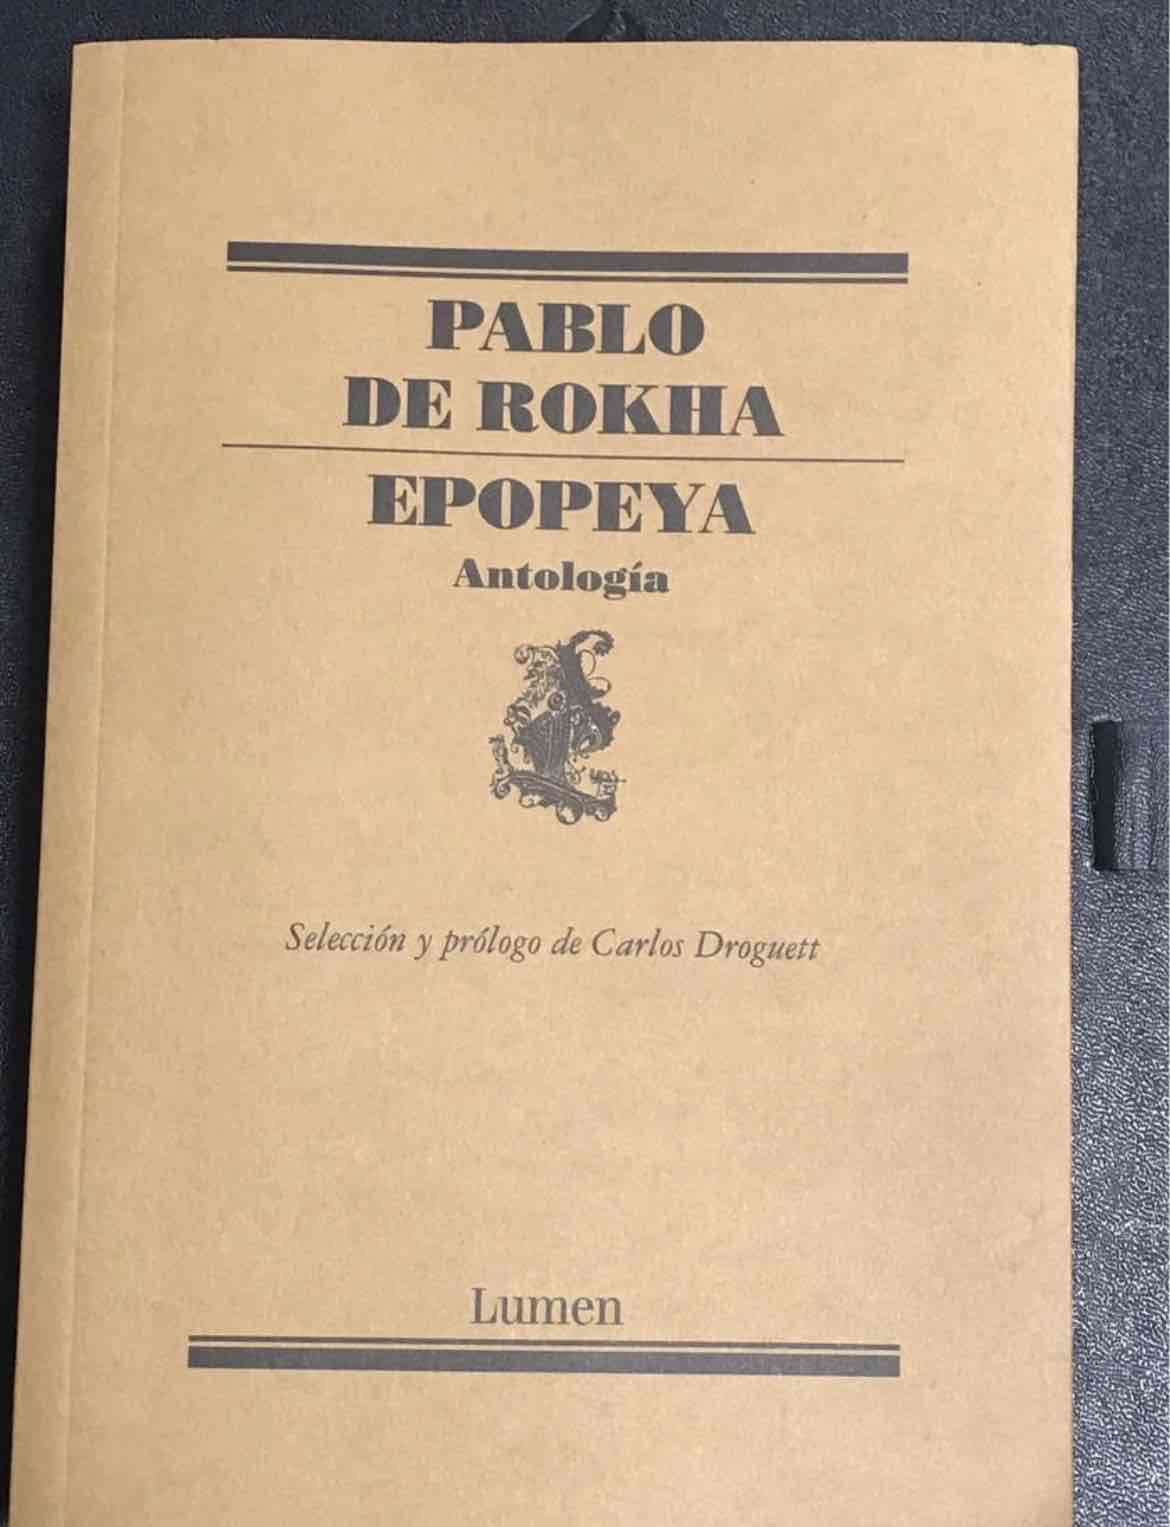 PABLO
DE ROKHA
EPOPEYA
Antología
Selección y prólogo de Carlos Droguett
Lumen